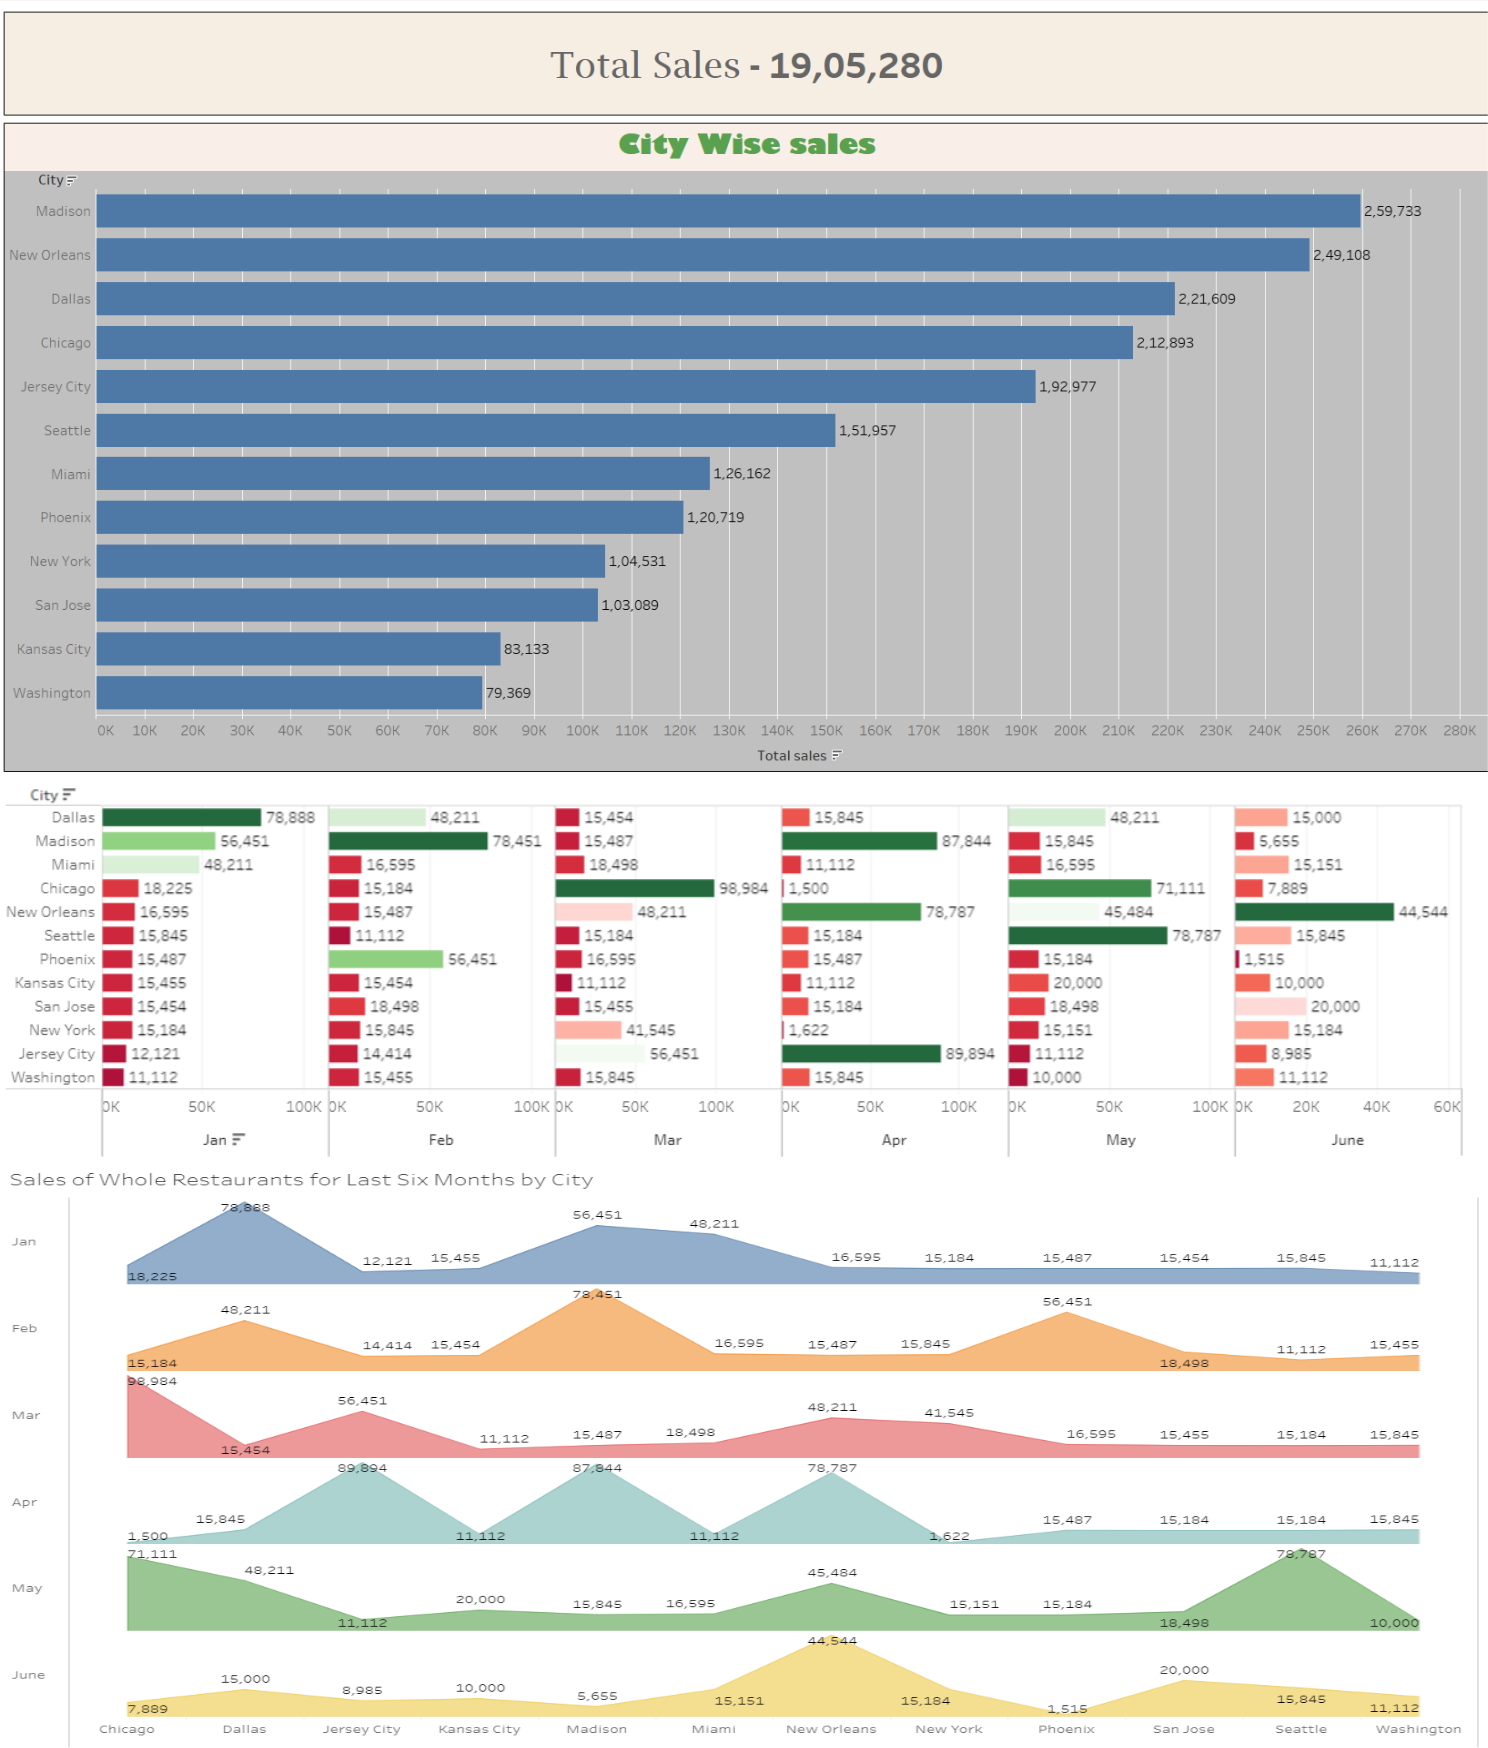 Total Sales - 19,05,280
City Wise sales
City
Madison 2,59,733
New Orleans 2,49,108
Dallas 2,21,609
Chicago 2,12,893
Jersey City 1,92,977
Seattle 1,51,957
Miami 1,26,162
Phoenix 1,20,719
New York 1,04,531
San Jose 1,03,089
Kansas City 83,133
Washington 79,369
0K 10K 20K 30K 40K 50K 60K 70K 80K 90K 100K 110K 120K 130K 140K 150K 160K 170K 180K 190K 200K 210K 220K 230K 240K 250K 260K 270K 280K
Total sales
City
Dallas 78,888 48,211 15,454 15,845 48,211 15,000
Madison 56,451 78,451 15,487 87,844 15,845 5,655
Miami 48,211 16,595 18,498 11,112 16,595 15,151
Chicago 18,225 15,184 98,984 1,500 71,111 7,889
New Orleans 16,595 15,487 48,211 78,787 45,484 44,544
Seattle 15,845 11,112 15,184 15,184 78,787 15,845
Phoenix 15,487 56,451 16,595 15,487 15,184 1,515
Kansas City 15,455 15,454 11,112 11,112 20,000 10,000
San Jose 15,454 18,498 15,455 15,184 18,498 20,000
New York 15,184 15,845 41,545 1,622 15,151 15,184
Jersey City 12,121 14,414 56,451 89,894 11,112 8,985
Washington 11,112 15,455 15,845 15,845 10,000 11,112
0K 50K 100K 0K 50K 100K 0K 50K 100K 0K 50K 100K 0K 50K 100K 0K 20K 40K 60K
Jan Feb Mar Apr May June
Sales of Whole Restaurants for Last Six Months by City
Jan 18,225 78,888 12,121 15,455 56,451 48,211 16,595 15,184 15,487 15,454 15,845 11,112
Feb 15,184 48,211 14,414 15,454 78,451 16,595 15,487 15,845 56,451 18,498 11,112 15,455
Mar 98,984 15,454 56,451 11,112 15,487 18,498 48,211 41,545 16,595 15,455 15,184 15,845
Apr 1,500 15,845 89,894 11,112 87,844 11,112 78,787 1,622 15,487 15,184 15,184 15,845
May 71,111 48,211 11,112 20,000 15,845 16,595 45,484 15,151 15,184 18,498 78,787 10,000
June 7,889 15,000 8,985 10,000 5,655 15,151 44,544 15,184 1,515 20,000 15,845 11,112
Chicago Dallas Jersey City Kansas City Madison Miami New Orleans New York Phoenix San Jose Seattle Washington